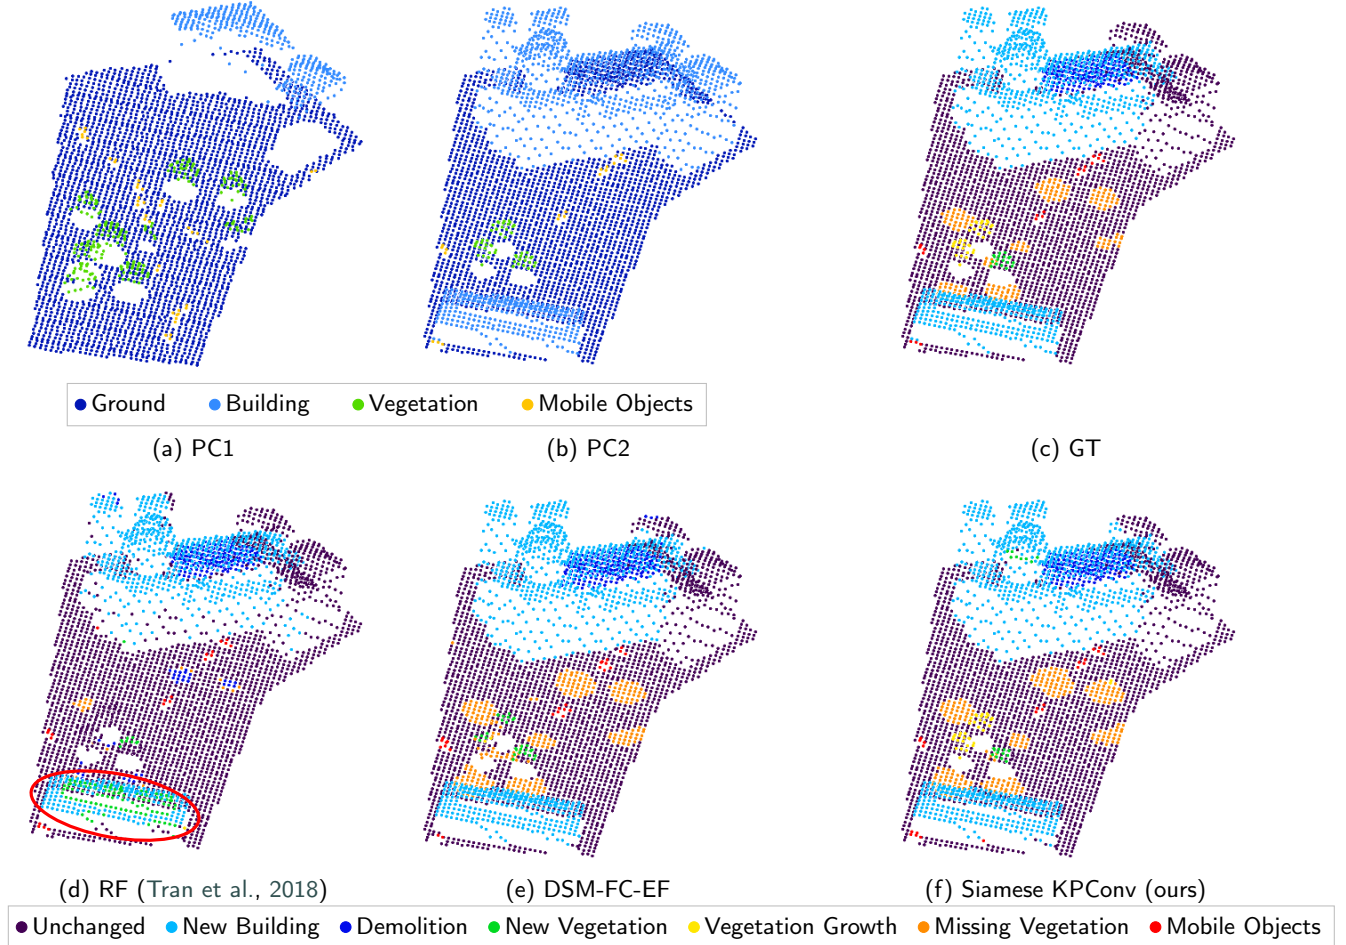 Ground Building Vegetation Mobile Objects
(a) PC1
(b) PC2
(c) GT
(d) RF (Tran et al., 2018)
(e) DSM-FC-EF
(f) Siamese KPConv (ours)
Unchanged New Building Demolition New Vegetation Vegetation Growth Missing Vegetation Mobile Objects